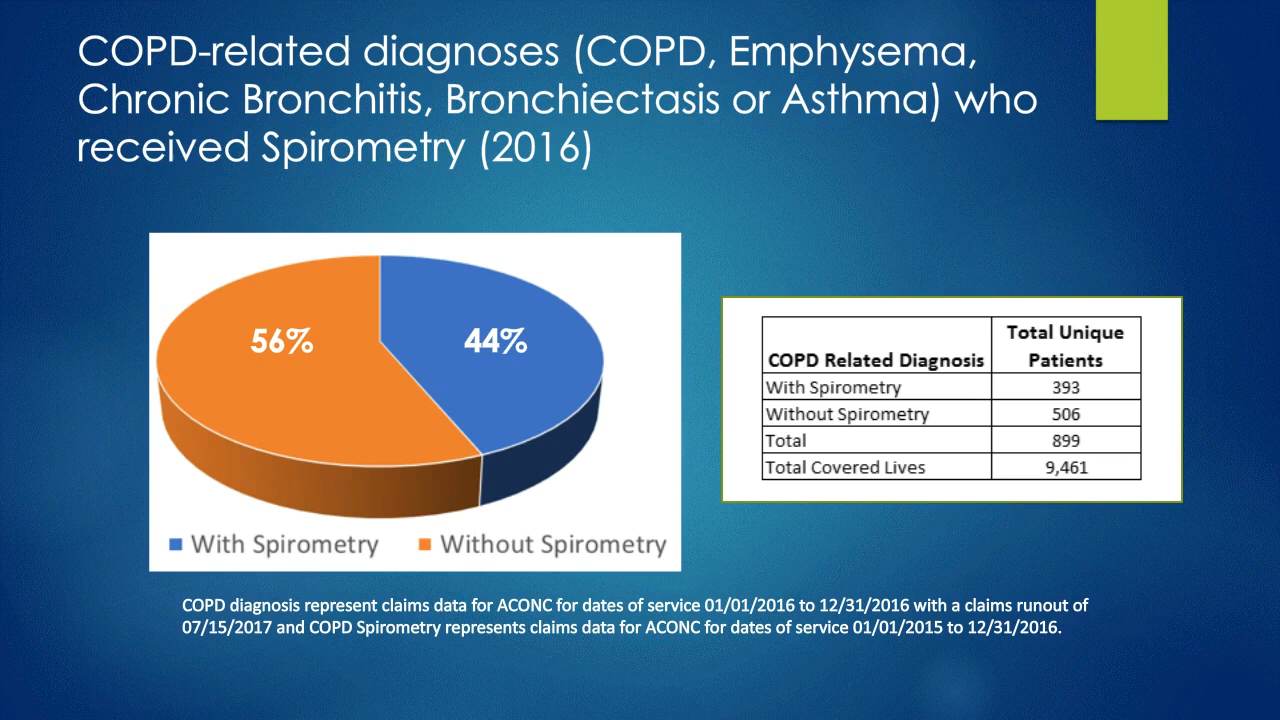 COPD-related diagnoses (COPD, Emphysema,
Chronic Bronchitis, Bronchiectasis or Asthma) who
received Spirometry (2016)
56%
44%
With Spirometry
Without Spirometry
COPD Related Diagnosis Total Unique Patients
With Spirometry 393
Without Spirometry 506
Total 899
Total Covered Lives 9,461
COPD diagnosis represent claims data for ACONC for dates of service 01/01/2016 to 12/31/2016 with a claims runout of
07/15/2017 and COPD Spirometry represents claims data for ACONC for dates of service 01/01/2015 to 12/31/2016.